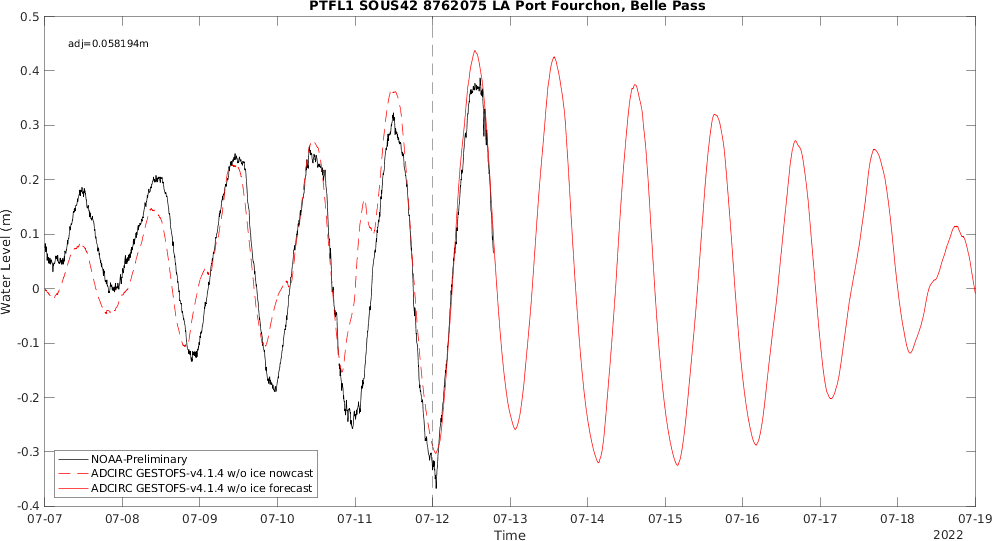 PTFL1 SOUS42 8762075 LA Port Fourchon, Belle Pass
adj=0.058194m
0.5
0.4
0.3
0.2
0.1
0
-0.1
-0.2
-0.3
-0.4
Water Level (m)
NOAA-Preliminary
ADCIRC GESTOFS-v4.1.4 w/o ice nowcast
ADCIRC GESTOFS-v4.1.4 w/o ice forecast
07-07 07-08 07-09 07-10 07-11 07-12 07-13 07-14 07-15 07-16 07-17 07-18 07-19
Time
2022